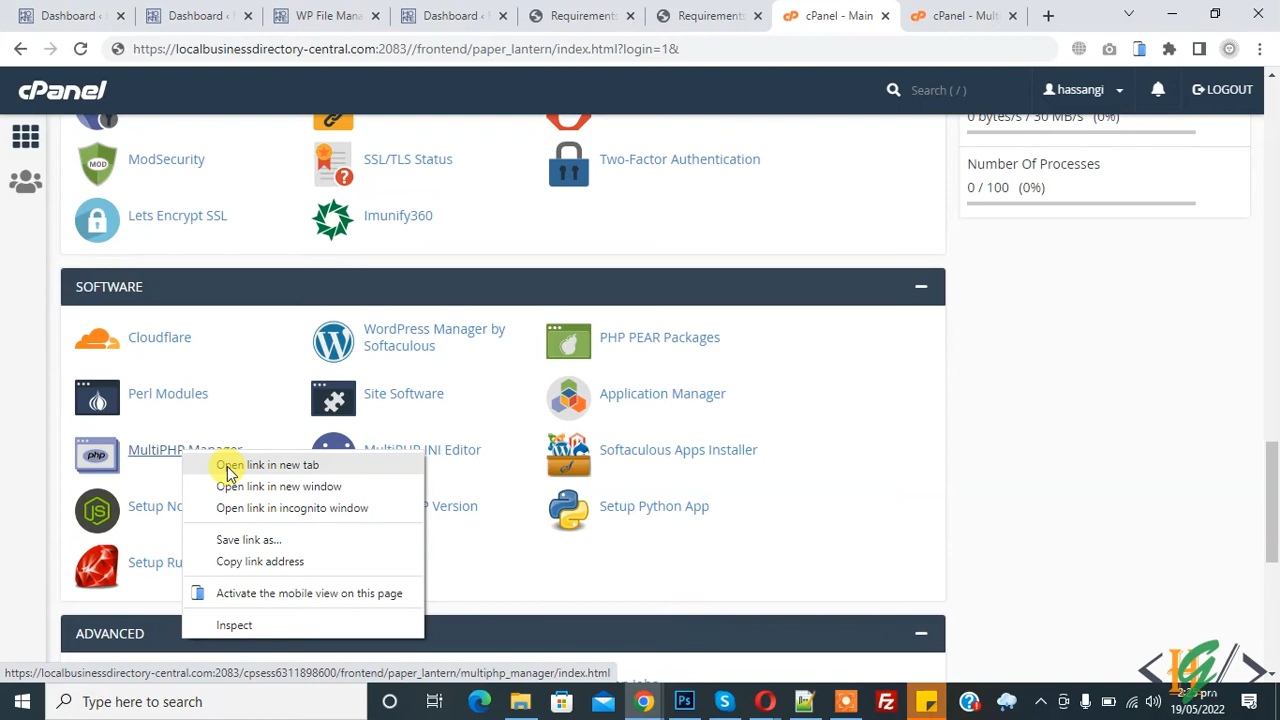 Dashboard ‹
Dashboard ‹
WP File Mana
Dashboard ‹
Requirements
Requirements
cPanel - Main
cPanel - Mult
https://localbusinessdirectory-central.com:2083//frontend/paper_lantern/index.html?login=1&
cPanel
Search ( / )
hassangi
LOGOUT
0 bytes/s / 30 MB/s (0%)
ModSecurity
SSL/TLS Status
Two-Factor Authentication
Number Of Processes
0 / 100 (0%)
Lets Encrypt SSL
Imunify360
SOFTWARE
Cloudflare
WordPress Manager by
Softaculous
PHP PEAR Packages
Perl Modules
Site Software
Application Manager
MultiPHP Manager
MultiPHP INI Editor
Softaculous Apps Installer
Open link in new tab
Open link in new window
Setup No
P Version
Setup Python App
Open link in incognito window
Save link as...
Setup Ru
Copy link address
Activate the mobile view on this page
Inspect
ADVANCED
https://localbusinessdirectory-central.com:2083/cpsess6311898600/frontend/paper_lantern/multiphp_manager/index.html
Type here to search
pm
19/05/2022